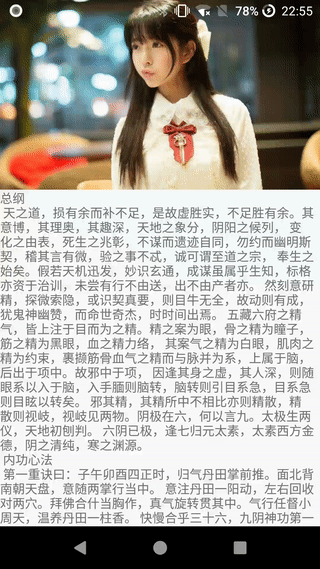 78% 22:55
总纲
天之道，损有余而补不足，是故虚胜实，不足胜有余。其
意博，其理奥，其趣深，天地之象分，阴阳之候列， 变
化之由表，死生之兆彰，不谋而遗迹自同，勿约而幽明斯
契，稽其言有微，验之事不忒，诚可谓至道之宗， 奉生之
始矣。假若天机迅发，妙识玄通，成谋虽属乎生知，标格
亦资于治训，未尝有行不由送，出不由产者亦。 然刻意研
精，探微索隐，或识契真要，则目牛无全，故动则有成，
犹鬼神幽赞，而命世奇杰，时时间出焉。 五藏六府之精
气，皆上注于目而为之精。精之案为眼，骨之精为瞳子，
筋之精为黑眼，血之精力络， 其案气之精为白眼，肌肉之
精为约束，裹撷筋骨血气之精而与脉并为系，上属于脑，
后出于项中。故邪中于项， 因逢其身之虚，其人深，则随
眼系以入于脑，入手腼则脑转，脑转则引目系急，目系急
则目眩以转矣。 邪其精，其精所中不相比亦则精散，精
散则视岐，视岐见两物。阴极在六，何以言九。太极生两
仪，天地初刨判。 六阴已极，逢七归元太素，太素西方金
德，阴之清纯，寒之渊源。
内功心法
第一重诀曰：子午卯酉四正时，归气丹田掌前推。面北背
南朝天盘，意随两掌行当中。 意注丹田一阳动，左右回收
对两穴。拜佛合什当胸作，真气旋转贯其中。气行任督小
周天，温养丹田一柱香。 快慢合乎三十六，九阴神功第一